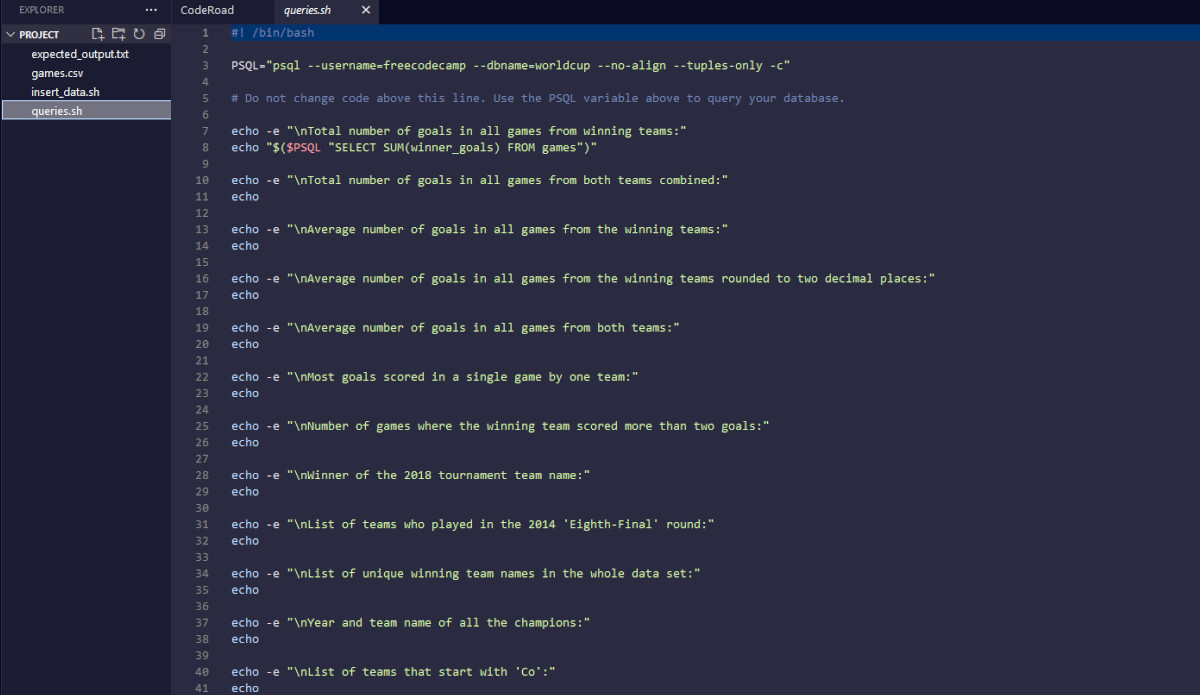 EXPLORER ··· CodeRoad queries.sh ×
PROJECT
expected_output.txt
games.csv
insert_data.sh
queries.sh
1 #! /bin/bash
2
3 PSQL="psql --username=freecodecamp --dbname=worldcup --no-align --tuples-only -c"
4
5 # Do not change code above this line. Use the PSQL variable above to query your database.
6
7 echo -e "\nTotal number of goals in all games from winning teams:"
8 echo "$($PSQL "SELECT SUM(winner_goals) FROM games")"
9
10 echo -e "\nTotal number of goals in all games from both teams combined:"
11 echo
12
13 echo -e "\nAverage number of goals in all games from the winning teams:"
14 echo
15
16 echo -e "\nAverage number of goals in all games from the winning teams rounded to two decimal places:"
17 echo
18
19 echo -e "\nAverage number of goals in all games from both teams:"
20 echo
21
22 echo -e "\nMost goals scored in a single game by one team:"
23 echo
24
25 echo -e "\nNumber of games where the winning team scored more than two goals:"
26 echo
27
28 echo -e "\nWinner of the 2018 tournament team name:"
29 echo
30
31 echo -e "\nList of teams who played in the 2014 'Eighth-Final' round:"
32 echo
33
34 echo -e "\nList of unique winning team names in the whole data set:"
35 echo
36
37 echo -e "\nYear and team name of all the champions:"
38 echo
39
40 echo -e "\nList of teams that start with 'Co':"
41 echo